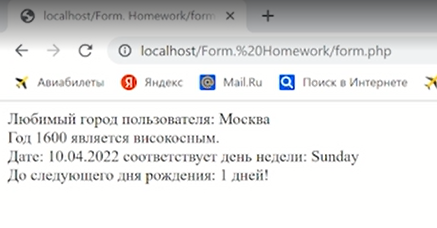 localhost/Form. Homework/form
localhost/Form.%20Homework/form.php
Авиабилеты Яндекс Mail.Ru Поиск в Интернете
Любимый город пользователя: Москва
Год 1600 является високосным.
Дате: 10.04.2022 соответствует день недели: Sunday
До следующего дня рождения: 1 дней!